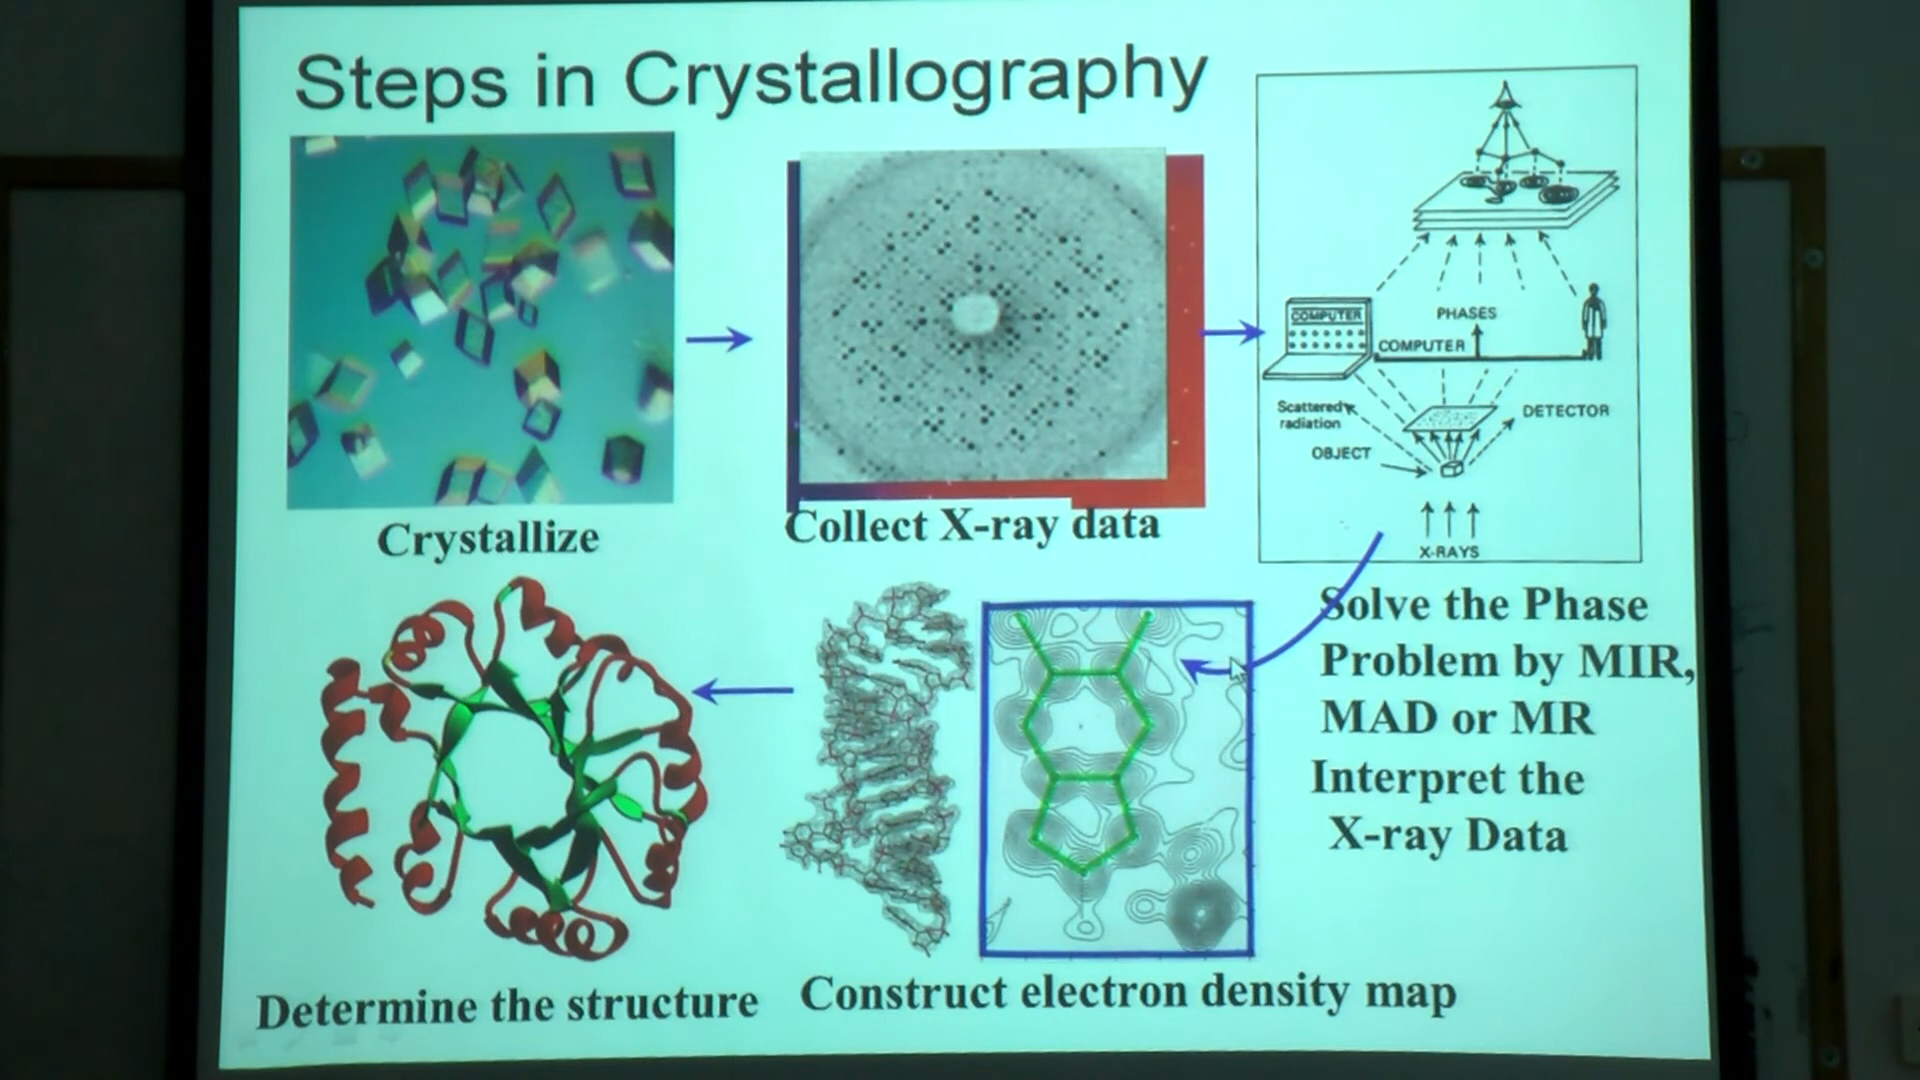 Steps in Crystallography
Crystallize
Collect X-ray data
COMPUTER
PHASES
COMPUTER
Scattered
radiation
DETECTOR
OBJECT
X-RAYS
Solve the Phase
Problem by MIR,
MAD or MR
Interpret the
X-ray Data
Construct electron density map
Determine the structure